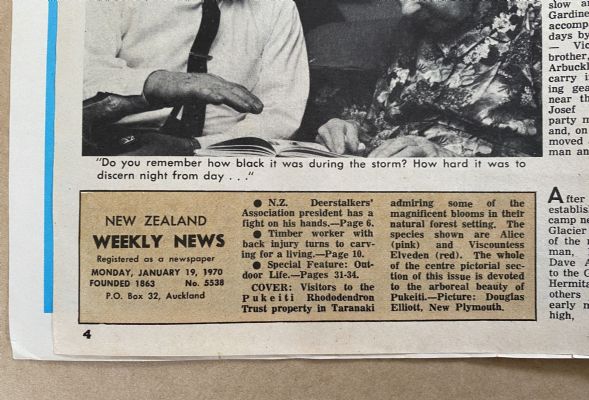 "Do you remember how black it was during the storm? How hard it was to
discern night from day . . ."
NEW ZEALAND
WEEKLY NEWS
Registered as a newspaper
MONDAY, JANUARY 19, 1970
FOUNDED 1863 No. 5538
P.O. Box 32, Auckland
● N.Z. Deerstalkers'
Association president has a
fight on his hands.—Page 6.
● Timber worker with
back injury turns to carv-
ing for a living.—Page 10.
● Special Feature: Out-
door Life.—Pages 31-34.
COVER: Visitors to the
Pukeiti Rhododendron
Trust property in Taranaki
admiring some of the
magnificent blooms in their
natural forest setting. The
species shown are Alice
(pink) and Viscountess
Elveden (red). The whole
of the centre pictorial sec-
tion of this issue is devoted
to the arboreal beauty of
Pukeiti.—Picture: Douglas
Elliott, New Plymouth.
4
slow
Gardine
accomp
days by
— Vic
brother,
Arbuckl
carry i
ing gea
near th
Josef
party m
and, on
moved
man an
After
establis
camp ne
Glacier
of the r
man,
Dave A
to the G
Hermita
others
early m
high,